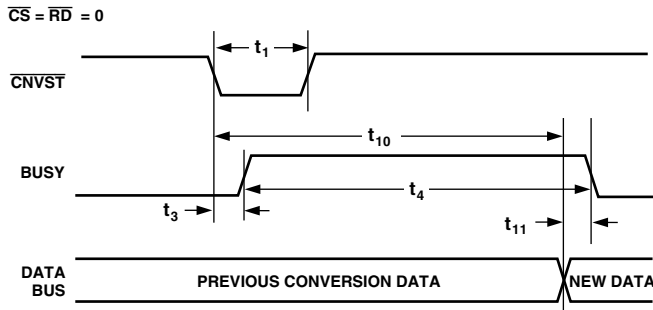 CS = RD = 0
t1
CNVST
t10
BUSY
t4
t3
t11
DATA
BUS
PREVIOUS CONVERSION DATA
NEW DATA